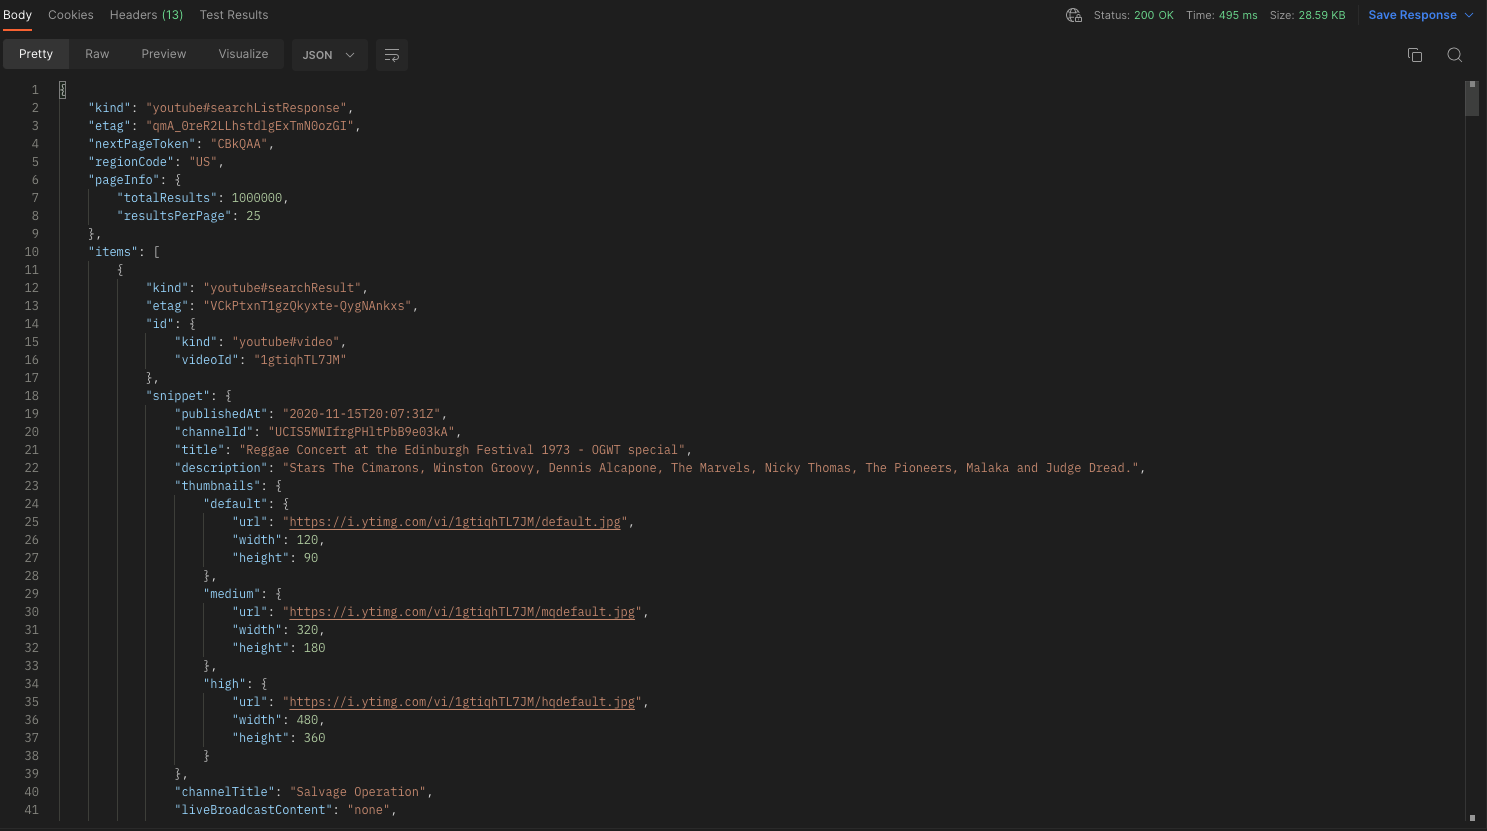 Body Cookies Headers (13) Test Results Status: 200 OK Time: 495 ms Size: 28.59 KB Save Response
Pretty Raw Preview Visualize JSON
1 {
2 "kind": "youtube#searchListResponse",
3 "etag": "qmA_0reR2LLhstdlgExTmN0ozGI",
4 "nextPageToken": "CBkQAA",
5 "regionCode": "US",
6 "pageInfo": {
7 "totalResults": 1000000,
8 "resultsPerPage": 25
9 },
10 "items": [
11 {
12 "kind": "youtube#searchResult",
13 "etag": "VCkPtxnT1gzQkyxte-QygNAnkxs",
14 "id": {
15 "kind": "youtube#video",
16 "videoId": "1gtiqhTL7JM"
17 },
18 "snippet": {
19 "publishedAt": "2020-11-15T20:07:31Z",
20 "channelId": "UCIS5MWIfrgPHltPbB9e03kA",
21 "title": "Reggae Concert at the Edinburgh Festival 1973 - OGWT special",
22 "description": "Stars The Cimarons, Winston Groovy, Dennis Alcapone, The Marvels, Nicky Thomas, The Pioneers, Malaka and Judge Dread.",
23 "thumbnails": {
24 "default": {
25 "url": "https://i.ytimg.com/vi/1gtiqhTL7JM/default.jpg",
26 "width": 120,
27 "height": 90
28 },
29 "medium": {
30 "url": "https://i.ytimg.com/vi/1gtiqhTL7JM/mqdefault.jpg",
31 "width": 320,
32 "height": 180
33 },
34 "high": {
35 "url": "https://i.ytimg.com/vi/1gtiqhTL7JM/hqdefault.jpg",
36 "width": 480,
37 "height": 360
38 }
39 },
40 "channelTitle": "Salvage Operation",
41 "liveBroadcastContent": "none",